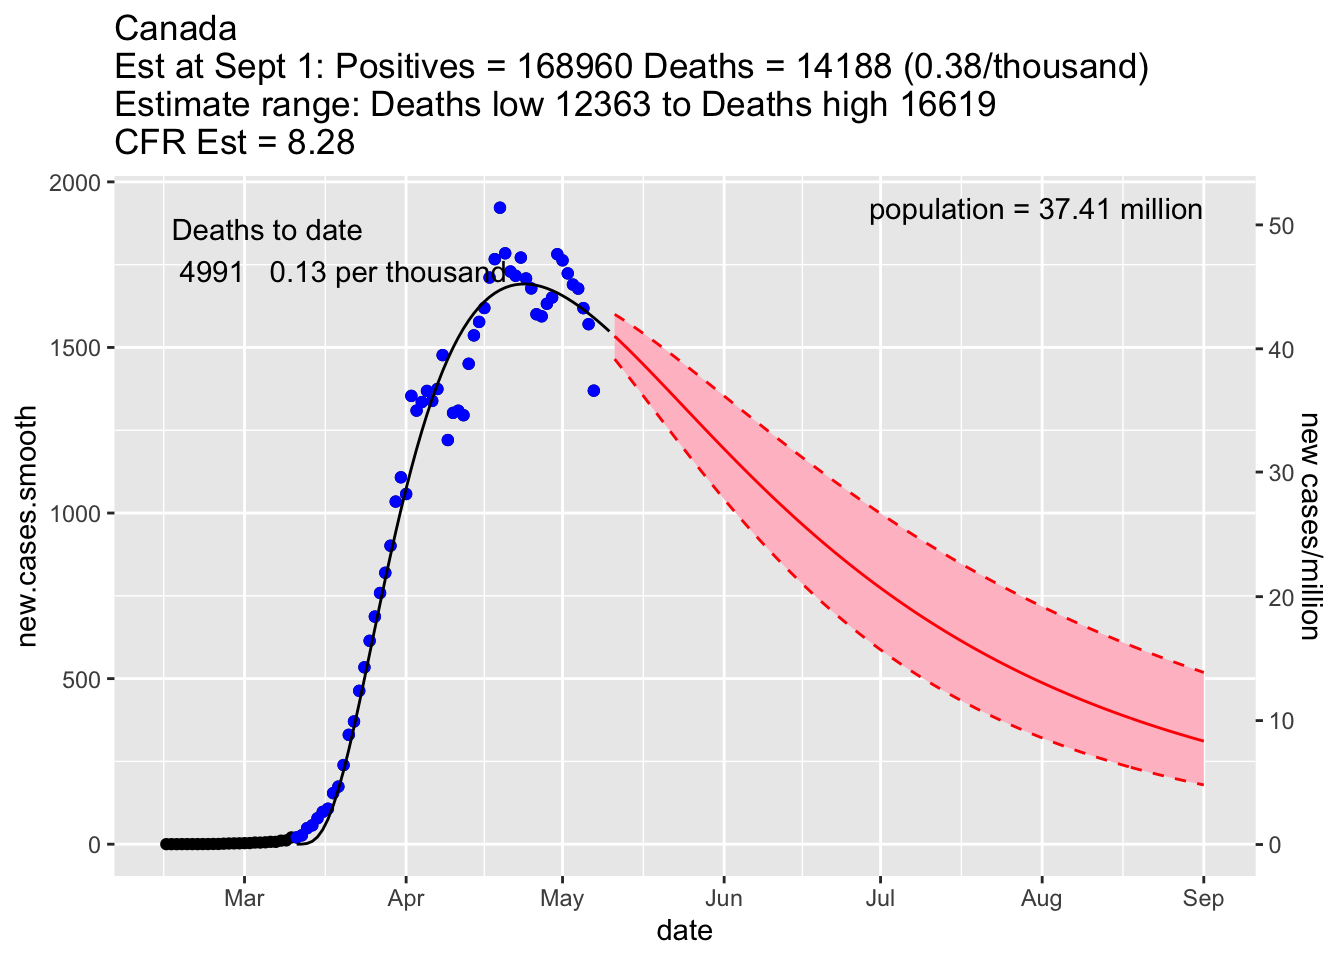 Canada
Est at Sept 1: Positives = 168960 Deaths = 14188 (0.38/thousand)
Estimate range: Deaths low 12363 to Deaths high 16619
CFR Est = 8.28
2000
1500
1000
500
0
new.cases.smooth
Deaths to date
4991 0.13 per thousand
population = 37.41 million
50
40
30
20
10
0
new cases/million
Mar Apr May Jun Jul Aug Sep
date